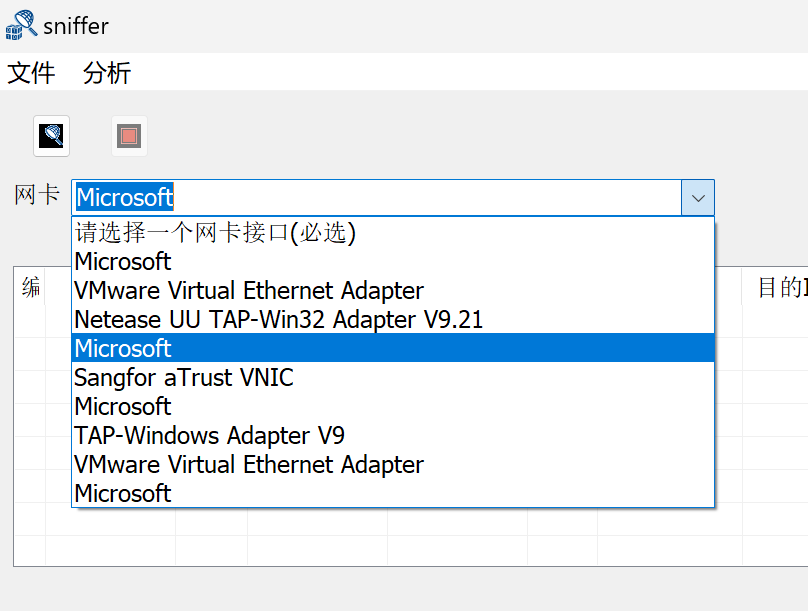 sniffer
文件 分析
网卡 Microsoft
请选择一个网卡接口(必选)
Microsoft
VMware Virtual Ethernet Adapter
Netease UU TAP-Win32 Adapter V9.21
Microsoft
Sangfor aTrust VNIC
Microsoft
TAP-Windows Adapter V9
VMware Virtual Ethernet Adapter
Microsoft
编 目的I